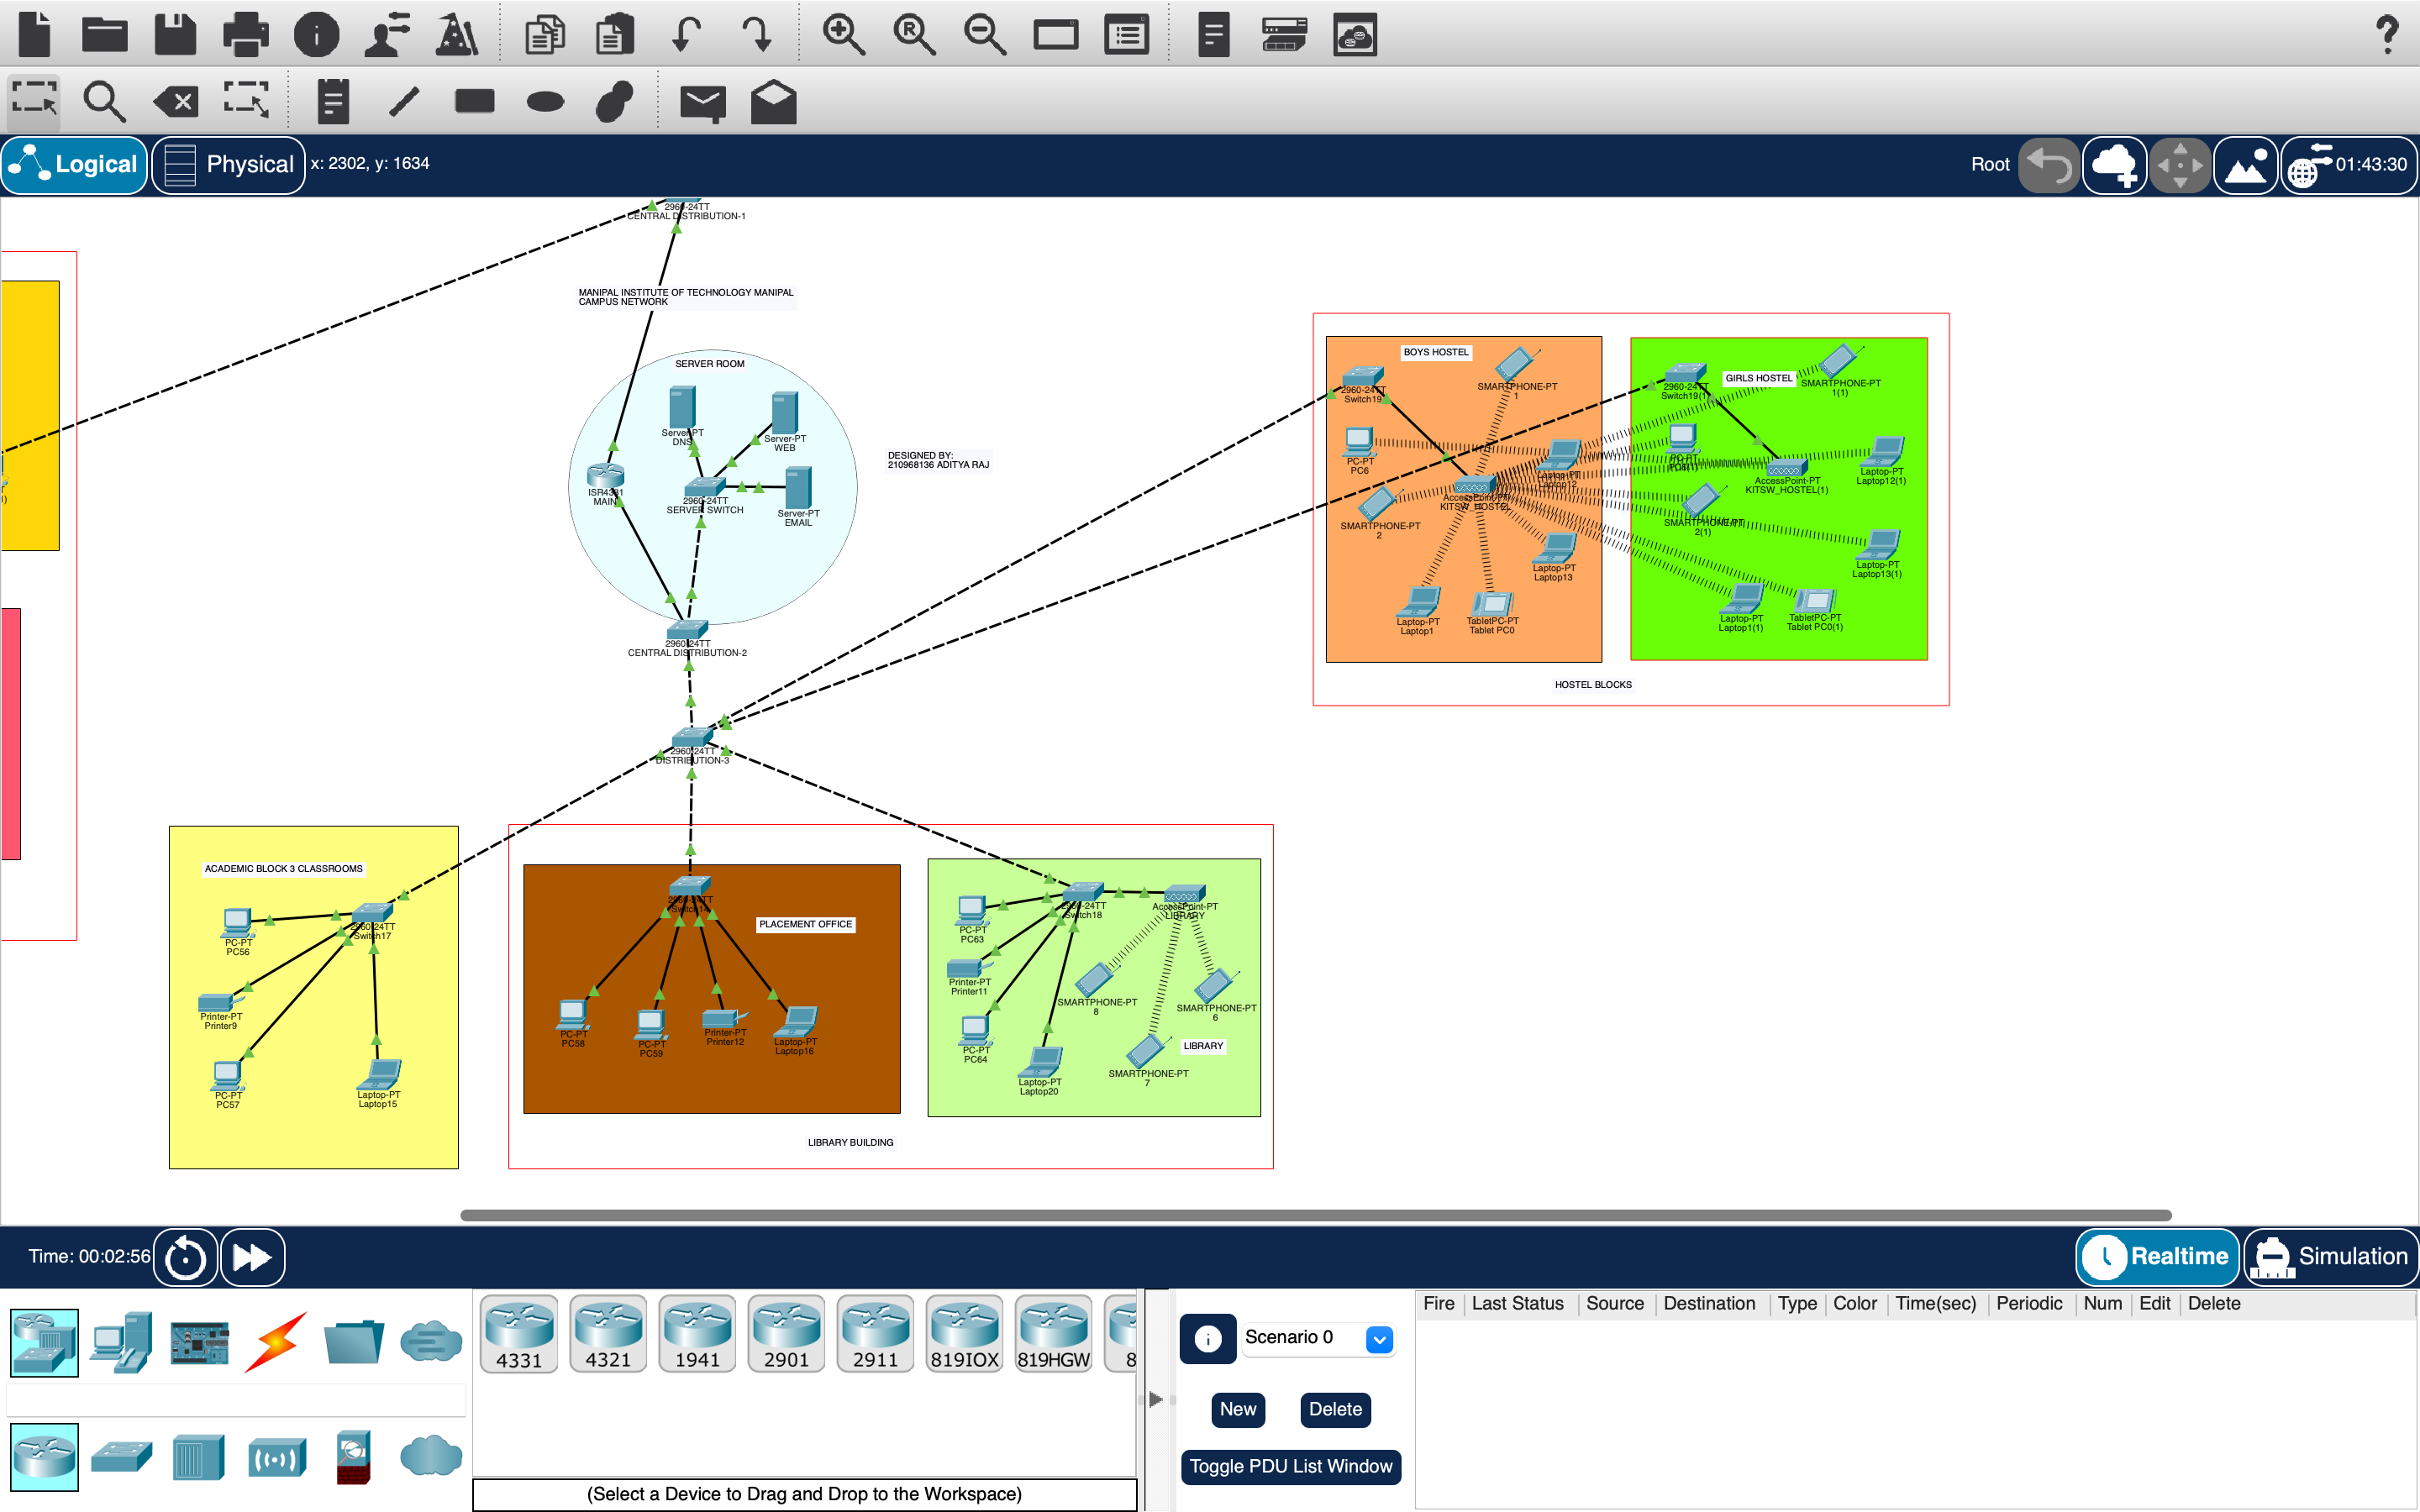 Logical
Physical
x: 2302, y: 1634
Root
01:43:30
2960-24TT
CENTRAL DISTRIBUTION-1
MANIPAL INSTITUTE OF TECHNOLOGY MANIPAL
CAMPUS NETWORK
SERVER ROOM
Server-PT
DNS
Server-PT
WEB
ISR4331
MAIN
2960-24TT
SERVER SWITCH
Server-PT
EMAIL
DESIGNED BY:
210968136 ADITYA RAJ
2960-24TT
CENTRAL DISTRIBUTION-2
2960-24TT
DISTRIBUTION-3
BOYS HOSTEL
2960-24TT
Switch19
SMARTPHONE-PT
1
PC-PT
PC6
Laptop-PT
Laptop12
AccessPoint-PT
KITSW_HOSTEL
SMARTPHONE-PT
2
Laptop-PT
Laptop13
Laptop-PT
Laptop1
TabletPC-PT
Tablet PC0
GIRLS HOSTEL
2960-24TT
Switch19(1)
SMARTPHONE-PT
1(1)
PC-PT
PC6(1)
AccessPoint-PT
KITSW_HOSTEL(1)
Laptop-PT
Laptop12(1)
SMARTPHONE-PT
2(1)
Laptop-PT
Laptop13(1)
Laptop-PT
Laptop1(1)
TabletPC-PT
Tablet PC0(1)
HOSTEL BLOCKS
ACADEMIC BLOCK 3 CLASSROOMS
2960-24TT
Switch17
PC-PT
PC56
Printer-PT
Printer9
PC-PT
PC57
Laptop-PT
Laptop15
2960-24TT
Switch14
PLACEMENT OFFICE
PC-PT
PC58
PC-PT
PC59
Printer-PT
Printer12
Laptop-PT
Laptop16
2960-24TT
Switch18
AccessPoint-PT
LIBRARY
PC-PT
PC63
Printer-PT
Printer11
PC-PT
PC64
Laptop-PT
Laptop20
SMARTPHONE-PT
8
SMARTPHONE-PT
6
SMARTPHONE-PT
7
LIBRARY
LIBRARY BUILDING
Time: 00:02:56
Realtime
Simulation
4331
4321
1941
2901
2911
819IOX
819HGW
8
(Select a Device to Drag and Drop to the Workspace)
Scenario 0
New
Delete
Toggle PDU List Window
Fire Last Status Source Destination Type Color Time(sec) Periodic Num Edit Delete